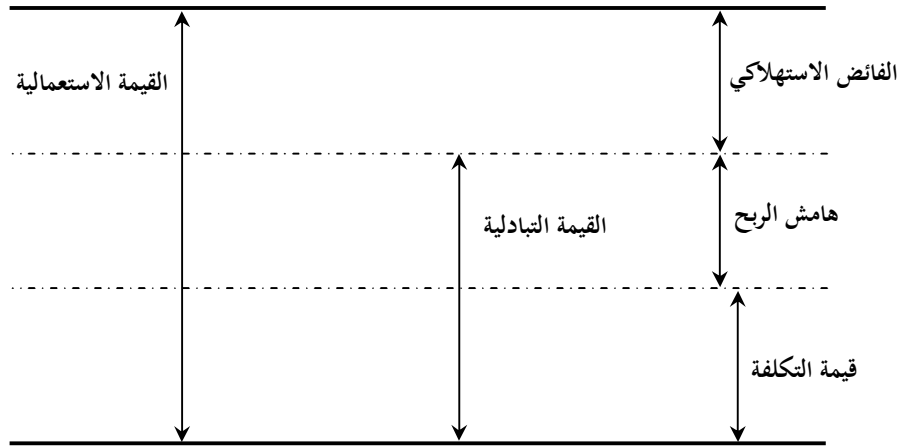 الفائض الاستهلاكي
القيمة الاستعمالية
هامش الربح
القيمة التبادلية
قيمة التكلفة